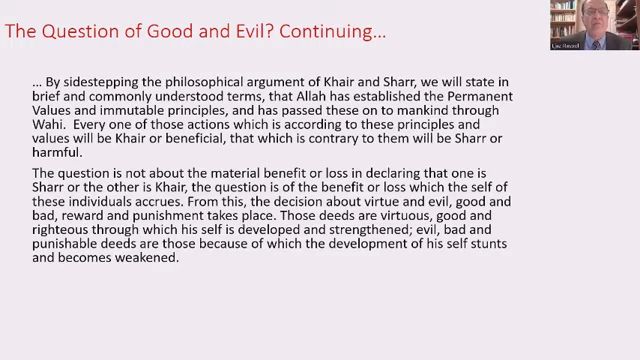 The Question of Good and Evil? Continuing…
… By sidestepping the philosophical argument of Khair and Sharr, we will state in
brief and commonly understood terms, that Allah has established the Permanent
Values and immutable principles, and has passed these on to mankind through
Wahi. Every one of those actions which is according to these principles and
values will be Khair or beneficial, that which is contrary to them will be Sharr or
harmful.
The question is not about the material benefit or loss in declaring that one is
Sharr or the other is Khair, the question is of the benefit or loss which the self of
these individuals accrues. From this, the decision about virtue and evil, good and
bad, reward and punishment takes place. Those deeds are virtuous, good and
righteous through which his self is developed and strengthened; evil, bad and
punishable deeds are those because of which the development of his self stunts
and becomes weakened.